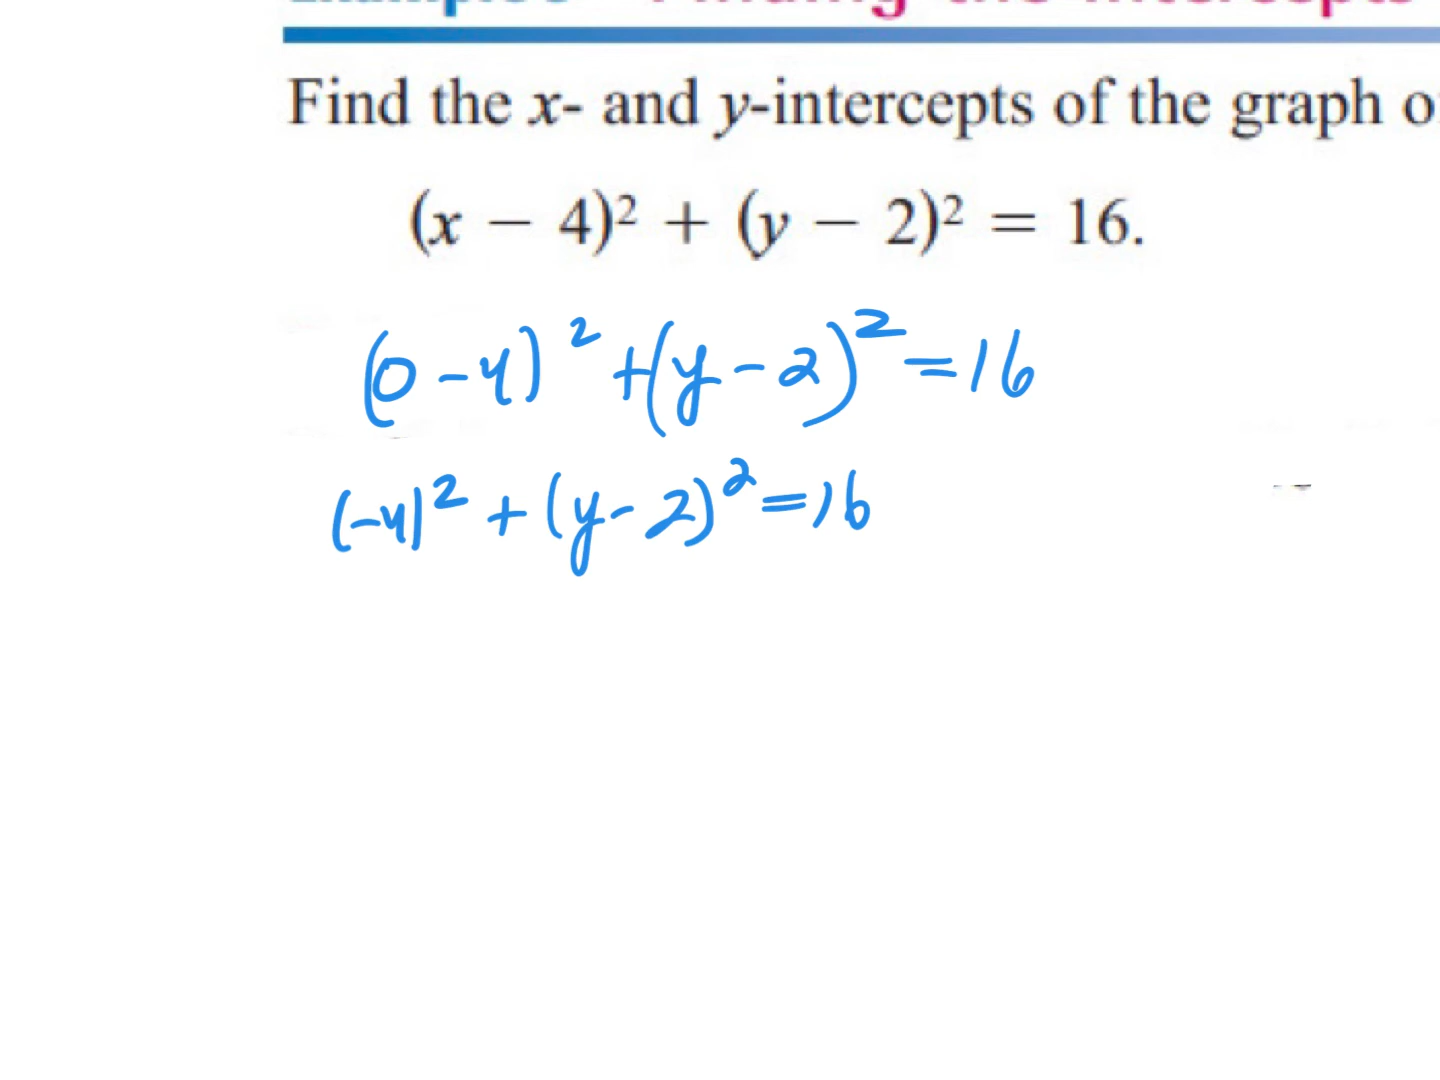 Find the x- and y-intercepts of the graph o
(x − 4)² + (y − 2)² = 16.
(0-4)² +(y-2)² =16
(-4)² + (y-2)² =16